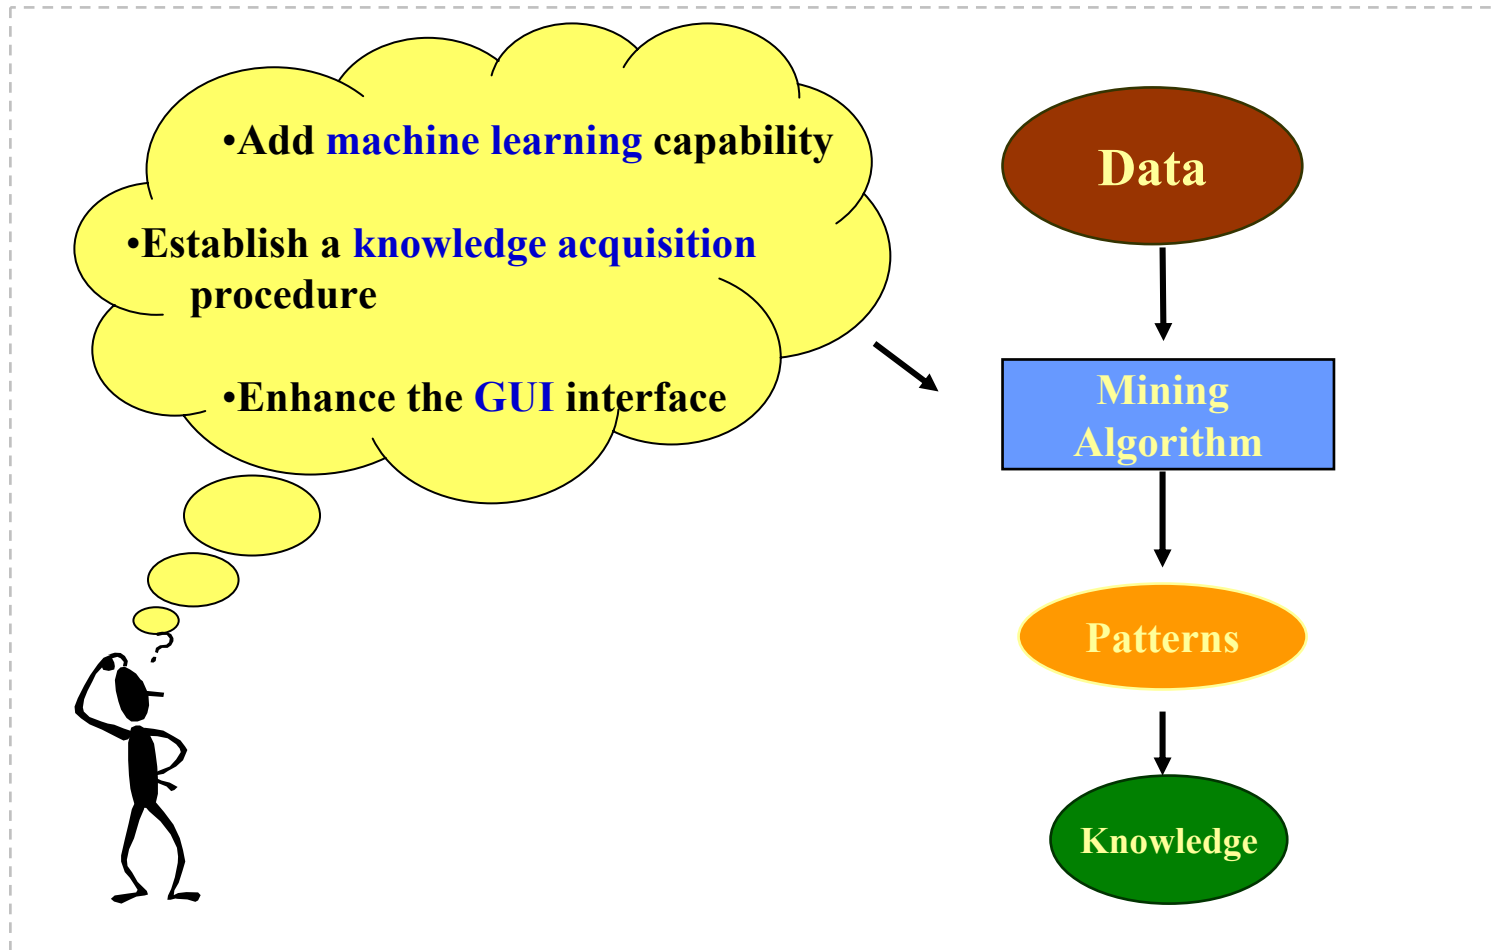 •Add machine learning capability
•Establish a knowledge acquisition
procedure
•Enhance the GUI interface
?
Data
Mining
Algorithm
Patterns
Knowledge